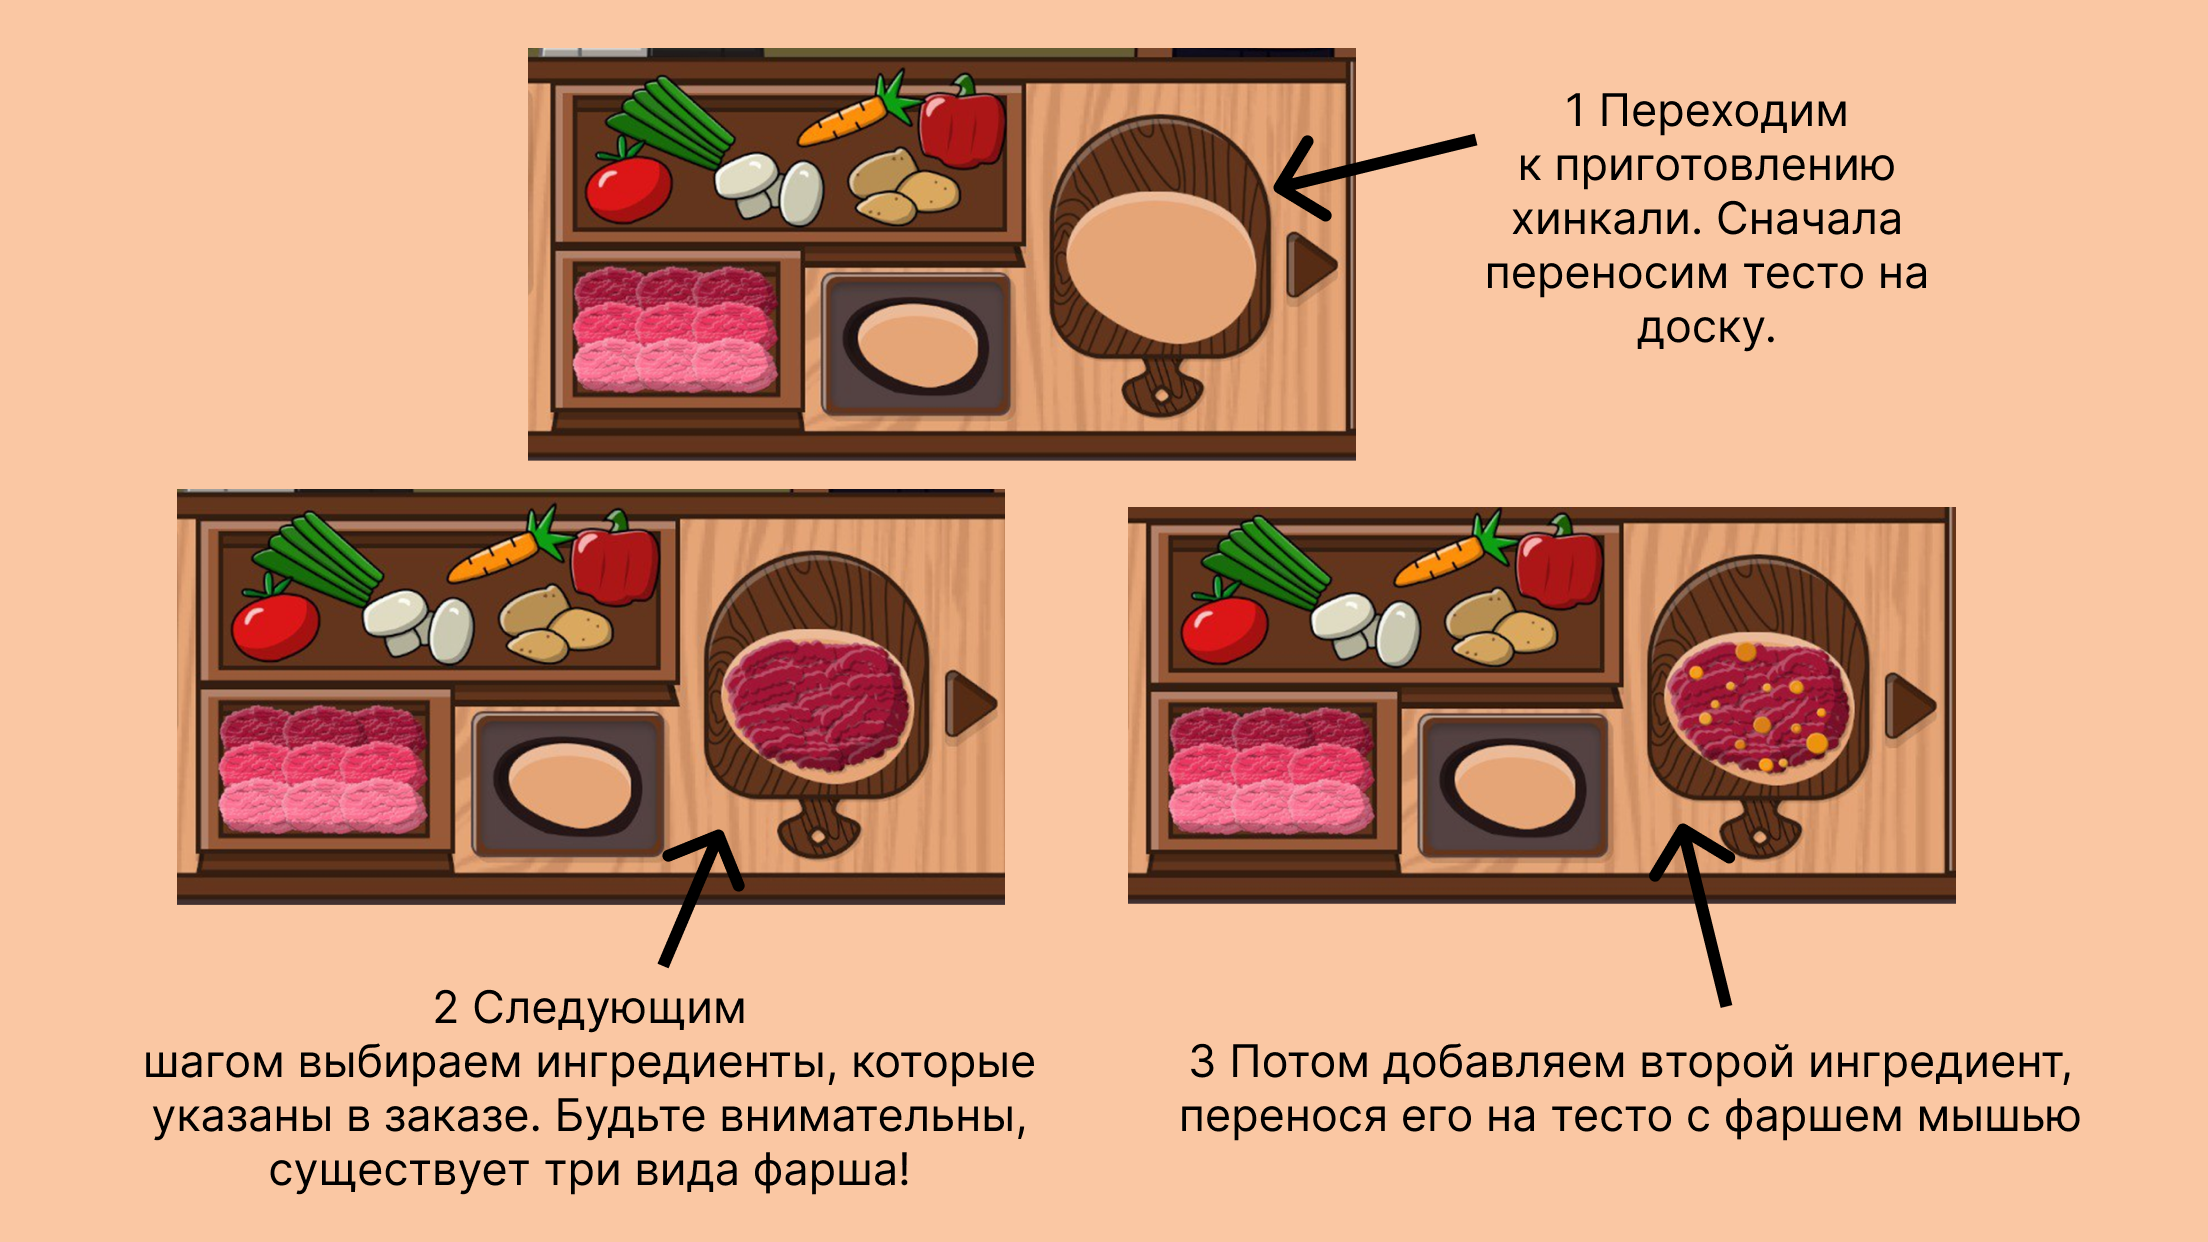 1 Переходим
к приготовлению
хинкали. Сначала
переносим тесто на
доску.
2 Следующим
шагом выбираем ингредиенты, которые
указаны в заказе. Будьте внимательны,
существует три вида фарша!
3 Потом добавляем второй ингредиент,
перенося его на тесто с фаршем мышью